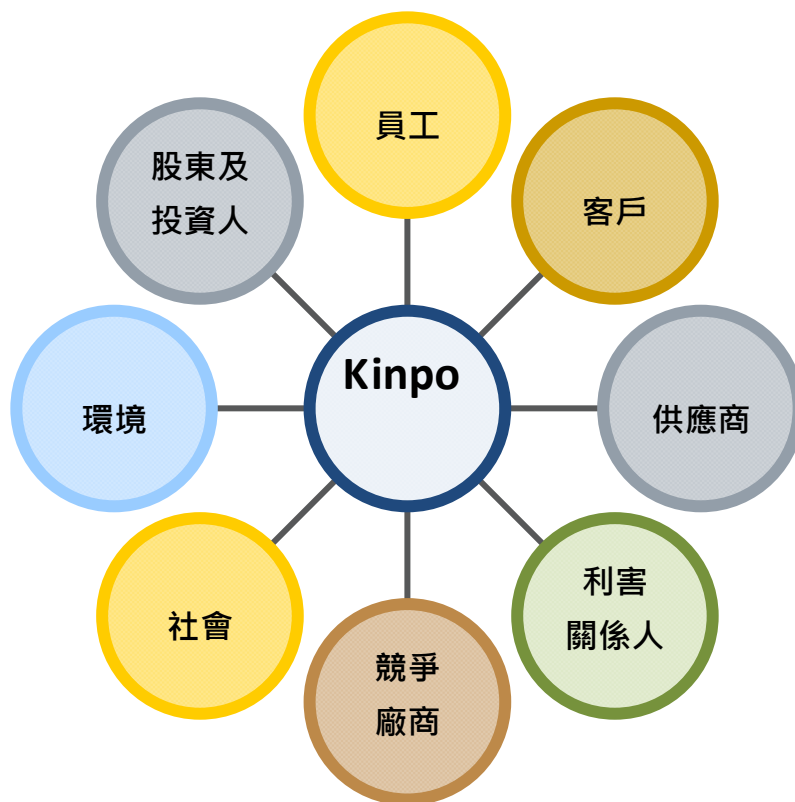 員工
客戶
供應商
利害
關係人
競爭
廠商
社會
環境
股東及
投資人
Kinpo